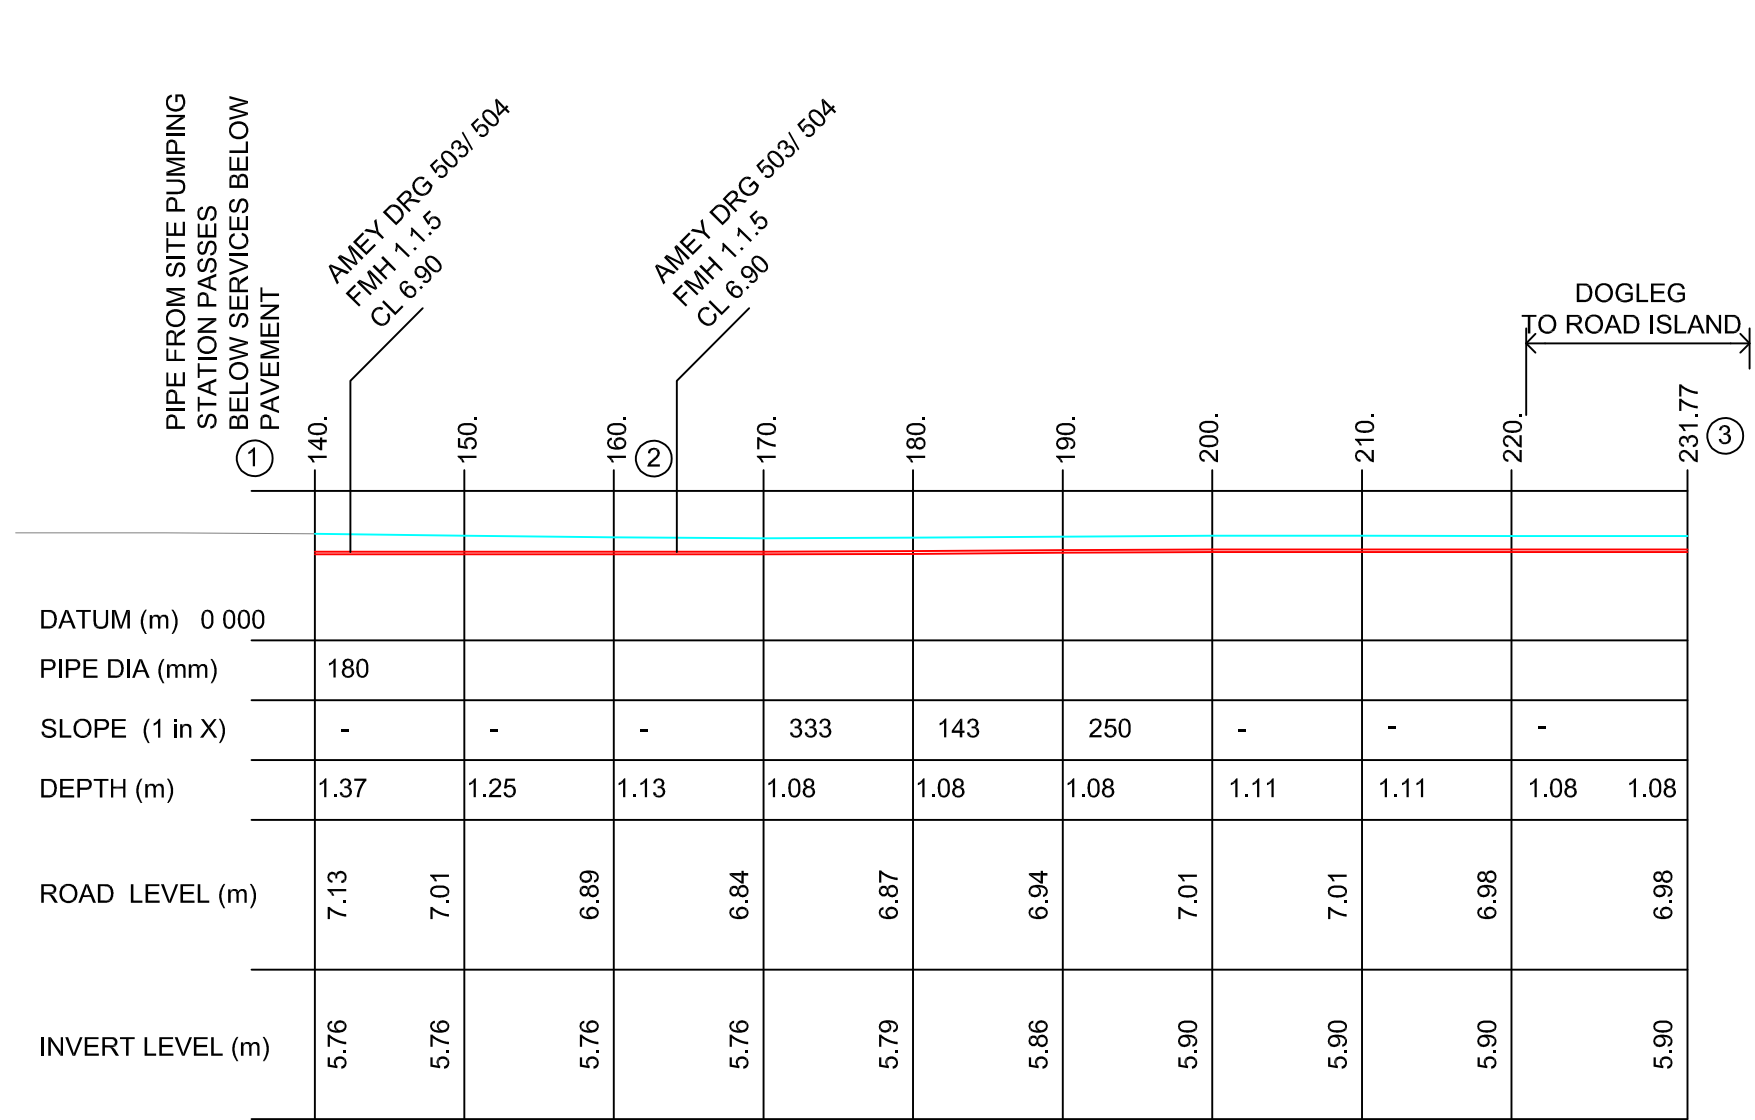 PIPE FROM SITE PUMPING
STATION PASSES
BELOW SERVICES BELOW
PAVEMENT
AMEY DRG 503/ 504
FMH 1.1.5
CL 6.90
AMEY DRG 503/ 504
FMH 1.1.5
CL 6.90
DOGLEG
TO ROAD ISLAND
1 140. 150. 160. 2 170. 180. 190. 200. 210. 220. 231.77 3
DATUM (m) 0 000
PIPE DIA (mm) 180
SLOPE (1 in X) - - - 333 143 250 - - -
DEPTH (m) 1.37 1.25 1.13 1.08 1.08 1.08 1.11 1.11 1.08 1.08
ROAD LEVEL (m) 7.13 7.01 6.89 6.84 6.87 6.94 7.01 7.01 6.98 6.98
INVERT LEVEL (m) 5.76 5.76 5.76 5.76 5.79 5.86 5.90 5.90 5.90 5.90